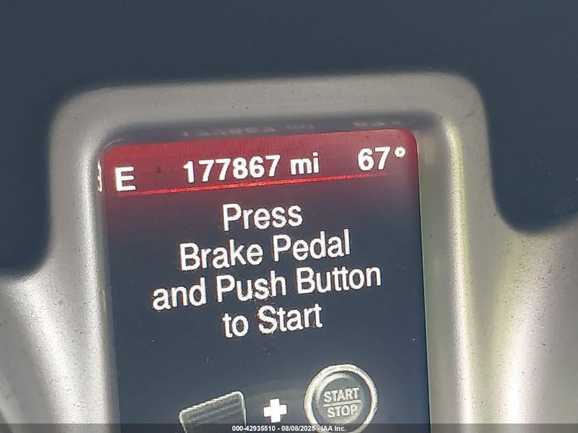 E 177867 mi 67°
Press
Brake Pedal
and Push Button
to Start
START
STOP
000-42935510 - 08/08/2025 - IAA Inc.